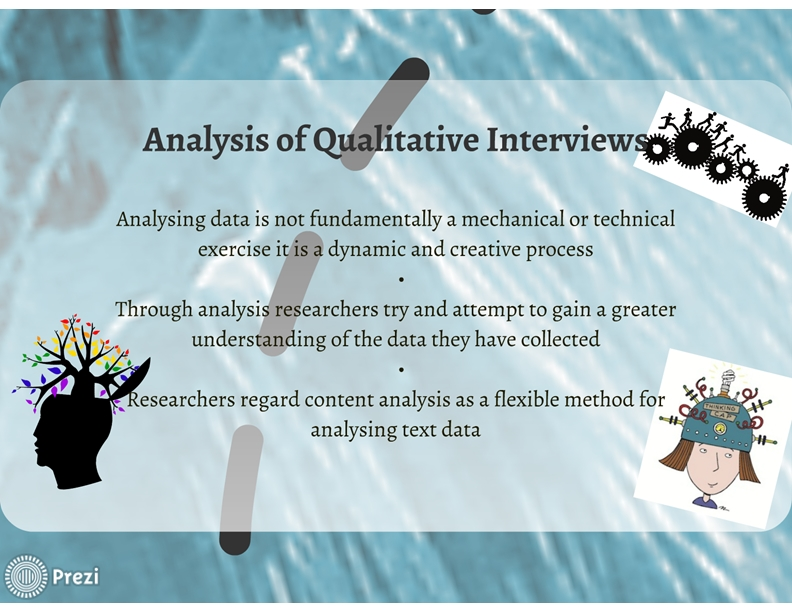 Analysis of Qualitative Interviews
Analysing data is not fundamentally a mechanical or technical
exercise it is a dynamic and creative process
•
Through analysis researchers try and attempt to gain a greater
understanding of the data they have collected
•
Researchers regard content analysis as a flexible method for
analysing text data
THINKING
CAP
Prezi